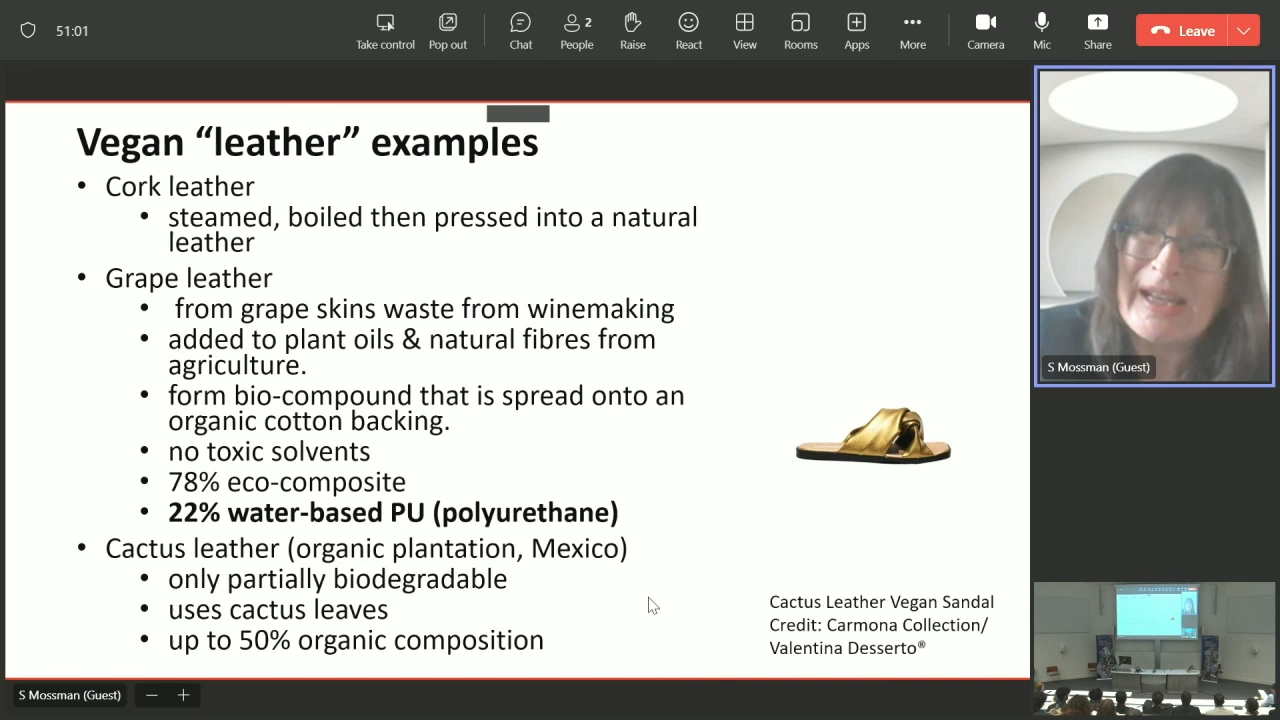 51:01
Take control
Pop out
Chat
2
People
Raise
React
View
Rooms
Apps
More
Camera
Mic
Share
Leave
Vegan “leather” examples
• Cork leather
• steamed, boiled then pressed into a natural
leather
• Grape leather
• from grape skins waste from winemaking
• added to plant oils & natural fibres from
agriculture.
• form bio-compound that is spread onto an
organic cotton backing.
• no toxic solvents
• 78% eco-composite
• 22% water-based PU (polyurethane)
• Cactus leather (organic plantation, Mexico)
• only partially biodegradable
• uses cactus leaves
• up to 50% organic composition
Cactus Leather Vegan Sandal
Credit: Carmona Collection/
Valentina Desserto®
S Mossman (Guest)
S Mossman (Guest)